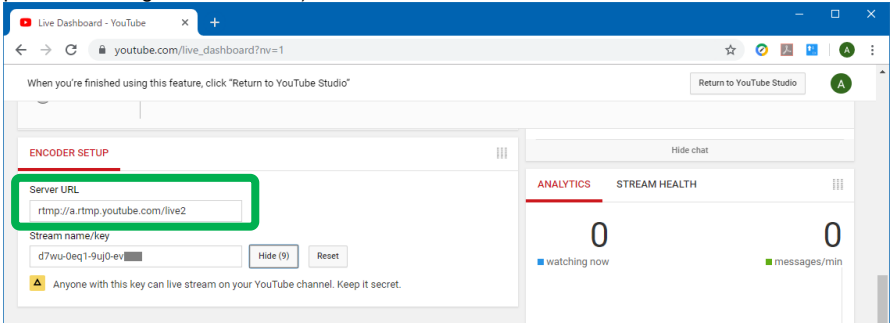 Live Dashboard - YouTube
youtube.com/live_dashboard?nv=1
A
When you're finished using this feature, click "Return to YouTube Studio"
Return to YouTube Studio
A
Hide chat
ENCODER SETUP
ANALYTICS STREAM HEALTH
Server URL
rtmp://a.rtmp.youtube.com/live2
Stream name/key
d7wu-0eq1-9uj0-ev
Hide (9)
Reset
0
watching now
0
messages/min
Anyone with this key can live stream on your YouTube channel. Keep it secret.